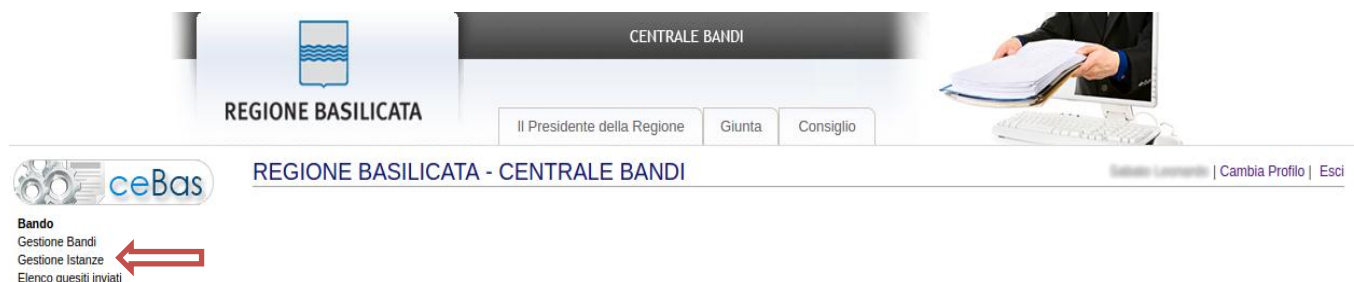 CENTRALE BANDI
REGIONE BASILICATA
Il Presidente della Regione Giunta Consiglio
ceBas
REGIONE BASILICATA - CENTRALE BANDI
| Cambia Profilo | Esci
Bando
Gestione Bandi
Gestione Istanze
Elenco quesiti inviati